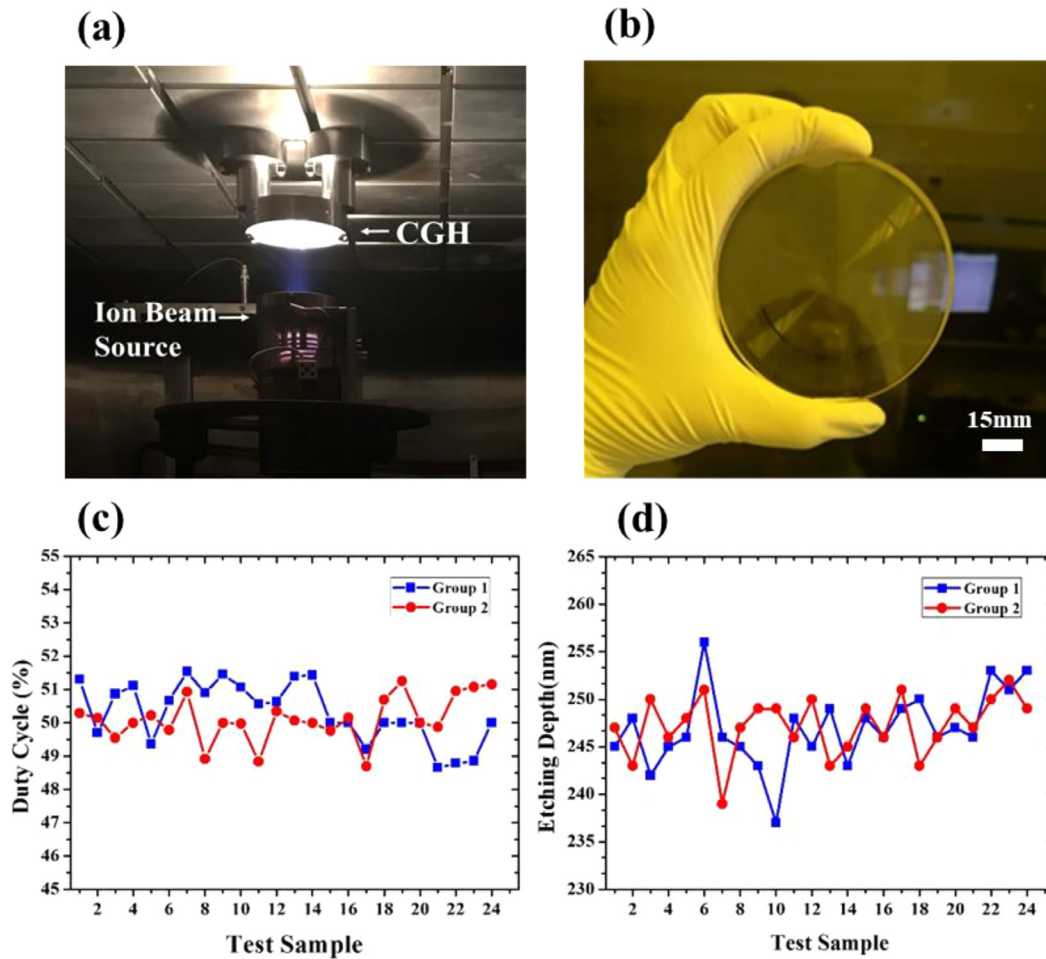 (a)
(b)
CGH
Ion Beam
Source
15mm
(c)
(d)
55
54
53
52
51
50
49
48
47
46
45
Duty Cycle (%)
Group 1
Group 2
2 4 6 8 10 12 14 16 18 20 22 24
Test Sample
265
260
255
250
245
240
235
230
Etching Depth(nm)
Group 1
Group 2
2 4 6 8 10 12 14 16 18 20 22 24
Test Sample